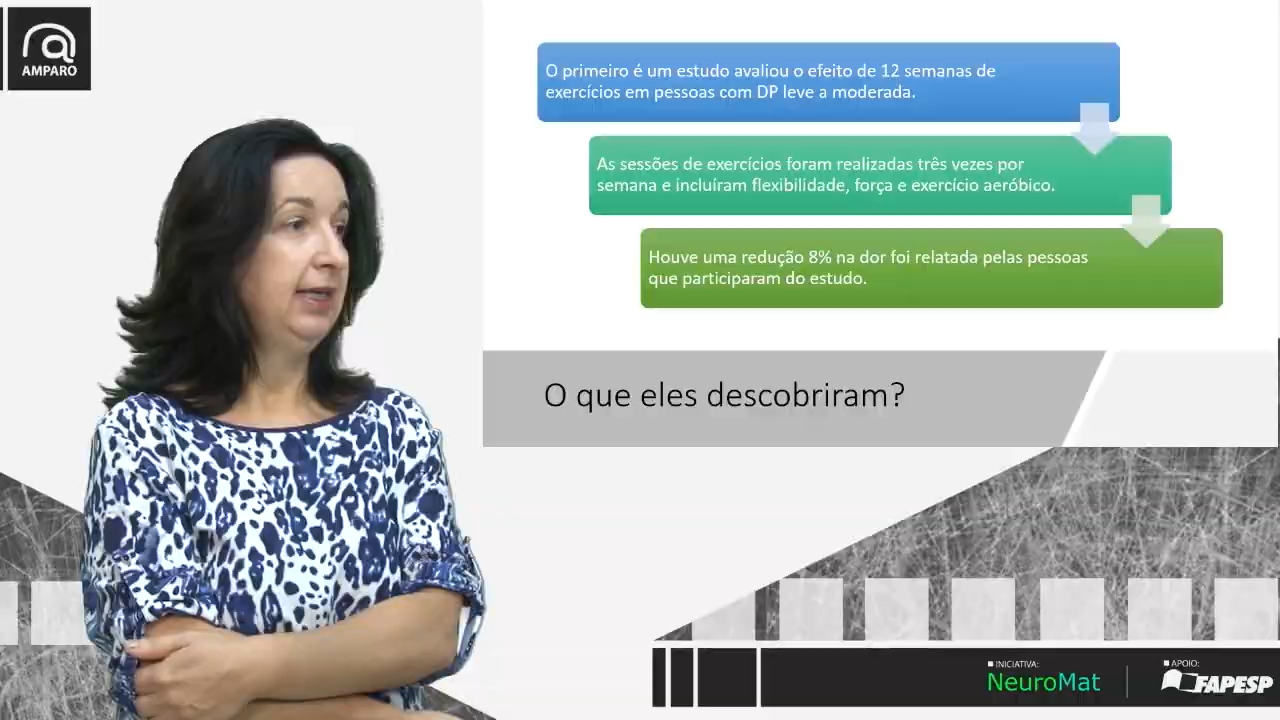 AMPARO
O primeiro é um estudo avaliou o efeito de 12 semanas de
exercícios em pessoas com DP leve a moderada.
As sessões de exercícios foram realizadas três vezes por
semana e incluíram flexibilidade, força e exercício aeróbico.
Houve uma redução 8% na dor foi relatada pelas pessoas
que participaram do estudo.
O que eles descobriram?
INICIATIVA:
NeuroMat
APOIO:
FAPESP